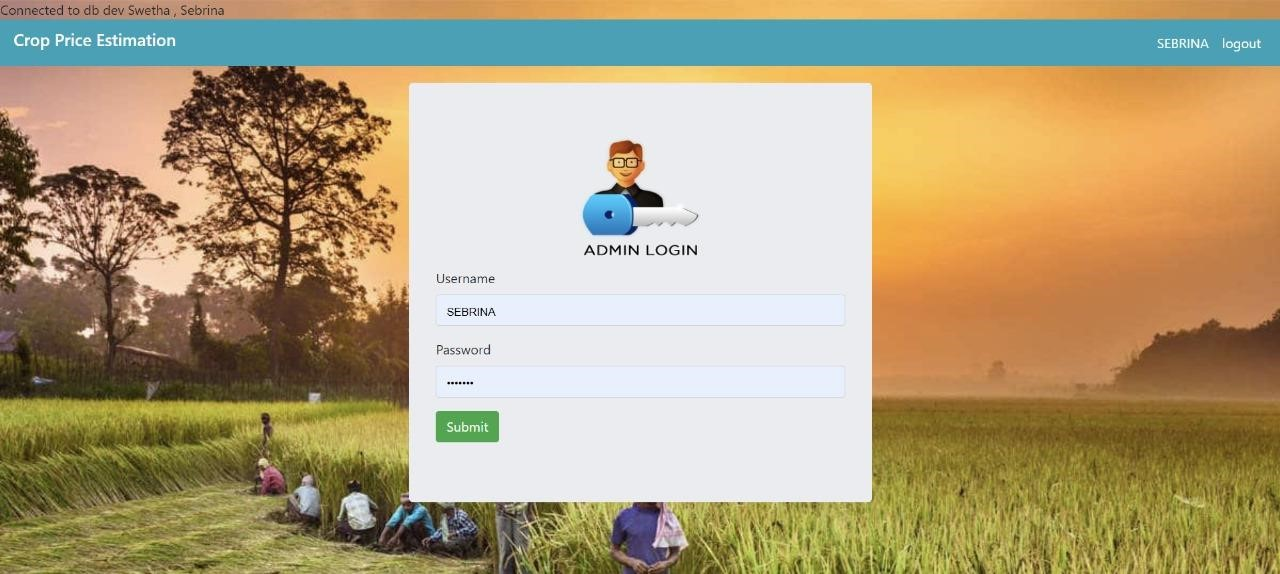 Connected to db dev Swetha , Sebrina
Crop Price Estimation
SEBRINA logout
ADMIN LOGIN
Username
SEBRINA
Password
•••••••
Submit